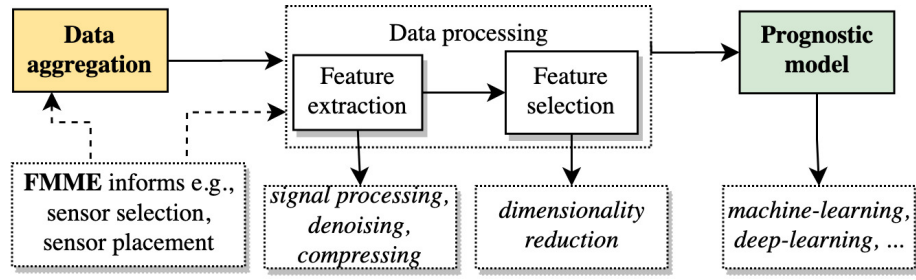 Data
aggregation
Data processing
Feature
extraction
Feature
selection
Prognostic
model
FMME informs e.g.,
sensor selection,
sensor placement
signal processing,
denoising,
compressing
dimensionality
reduction
machine-learning,
deep-learning, ...